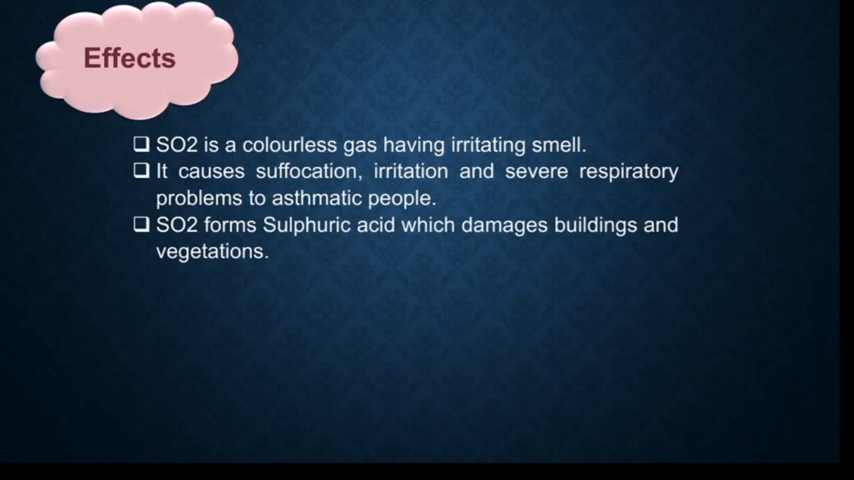 Effects
❑ SO2 is a colourless gas having irritating smell.
❑ It causes suffocation, irritation and severe respiratory
problems to asthmatic people.
❑ SO2 forms Sulphuric acid which damages buildings and
vegetations.